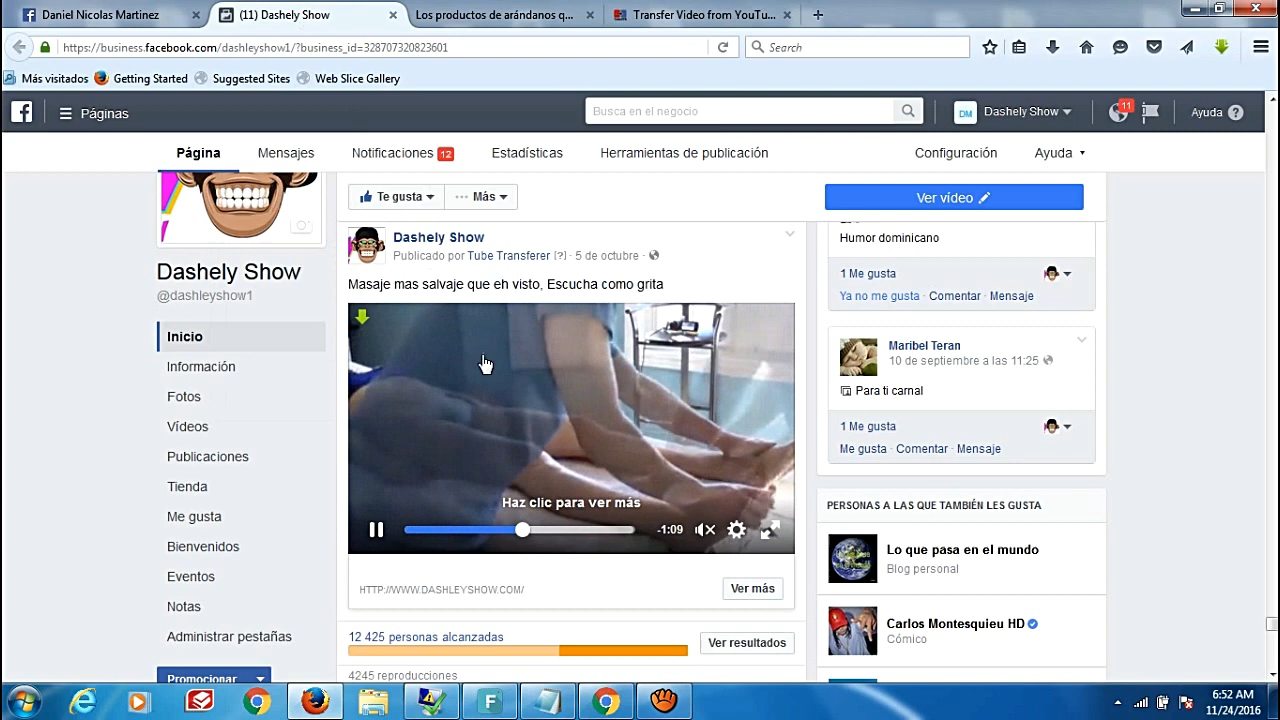 Daniel Nicolas Martinez
(11) Dashely Show
Los productos de arándanos q...
Transfer Video from YouTU...
https://business.facebook.com/dashleyshow1/?business_id=328707320823601
Search
Más visitados
Getting Started
Suggested Sites
Web Slice Gallery
Páginas
Busca en el negocio
DM
Dashely Show
11
Ayuda
Página
Mensajes
Notificaciones 12
Estadísticas
Herramientas de publicación
Configuración
Ayuda
Te gusta
Más
Ver vídeo
Dashely Show
@dashleyshow1
Inicio
Información
Fotos
Vídeos
Publicaciones
Tienda
Me gusta
Bienvenidos
Eventos
Notas
Administrar pestañas
Promocionar
Dashely Show
Publicado por Tube Transferer [?] · 5 de octubre ·
Masaje mas salvaje que eh visto, Escucha como grita
Haz clic para ver más
-1:09
HTTP://WWW.DASHLEYSHOW.COM/
Ver más
12 425 personas alcanzadas
Ver resultados
4245 reproducciones
Humor dominicano
1 Me gusta
Ya no me gusta · Comentar · Mensaje
Maribel Teran
10 de septiembre a las 11:25
Para ti carnal
1 Me gusta
Me gusta · Comentar · Mensaje
PERSONAS A LAS QUE TAMBIÉN LES GUSTA
Lo que pasa en el mundo
Blog personal
Carlos Montesquieu HD
Cómico
6:52 AM
11/24/2016